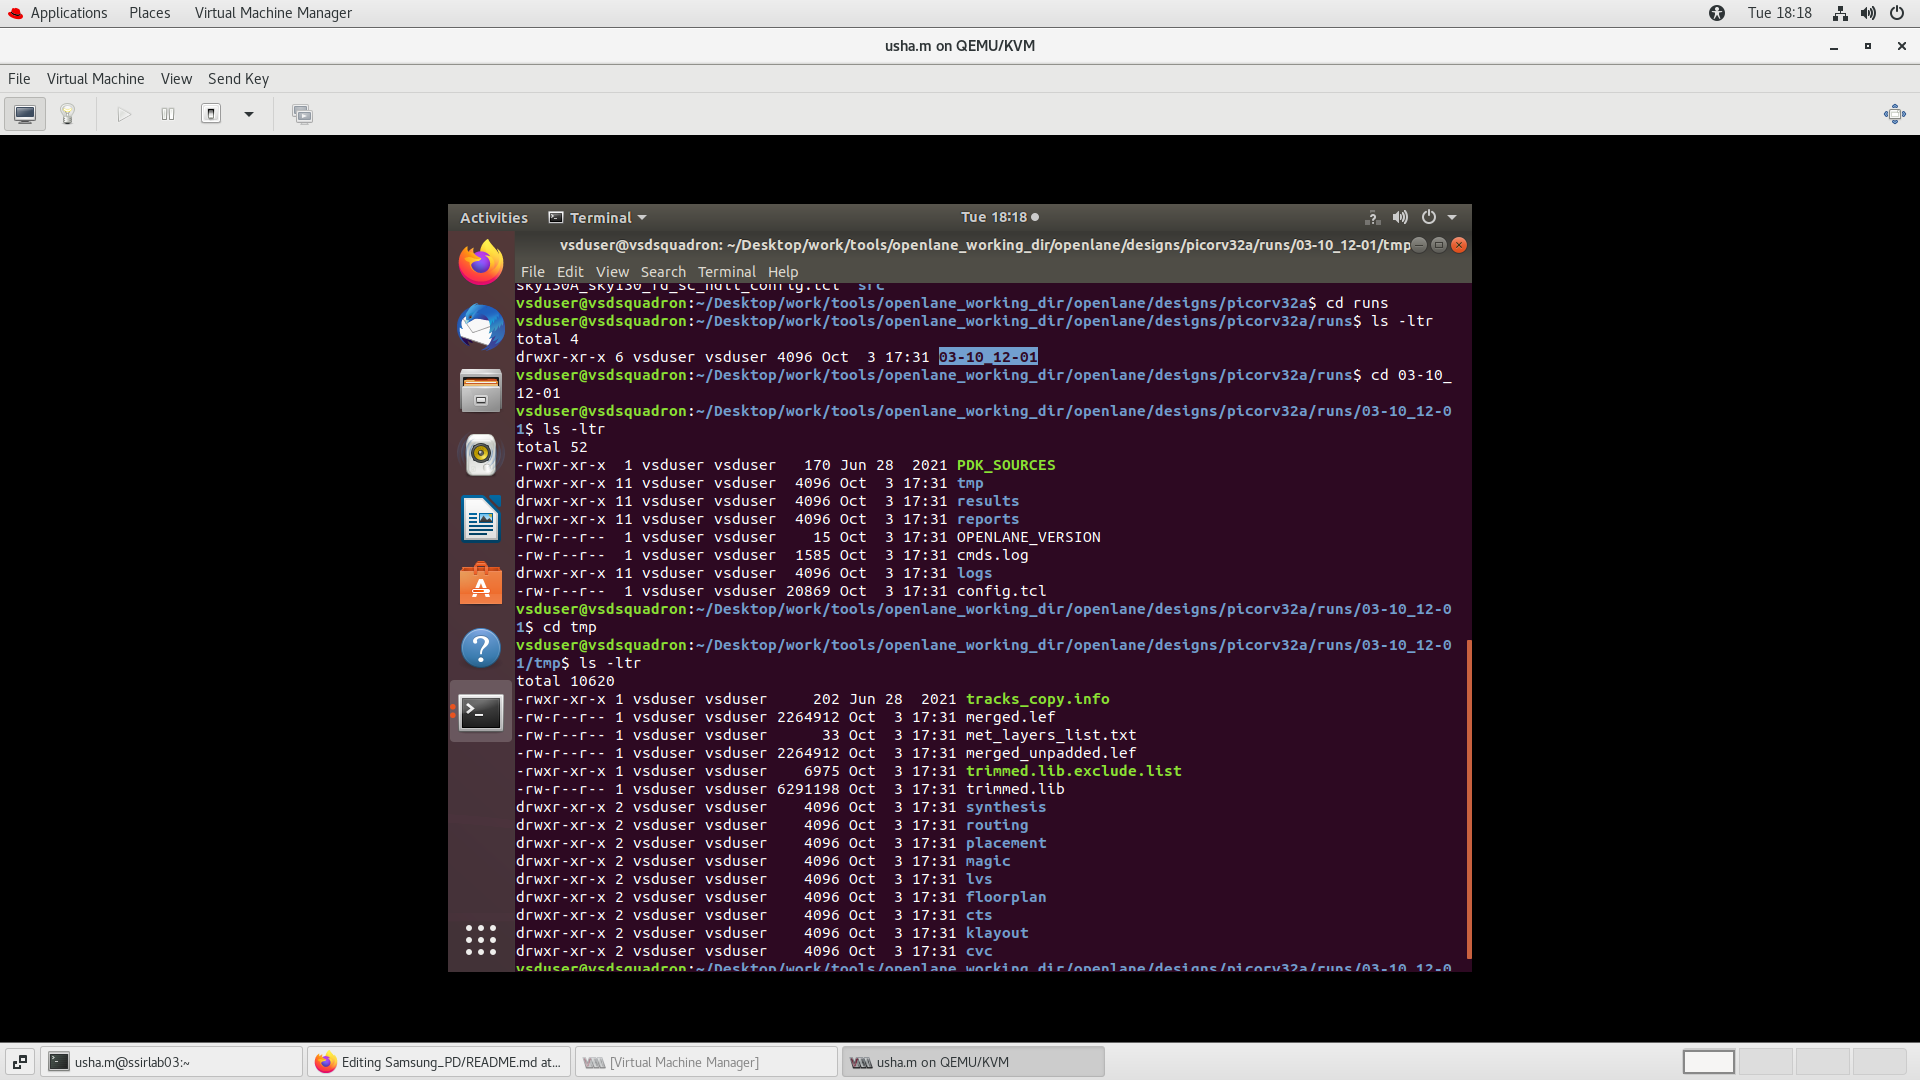 Applications Places Virtual Machine Manager Tue 18:18
usha.m on QEMU/KVM
File Virtual Machine View Send Key
Activities Terminal Tue 18:18
vsduser@vsdsquadron: ~/Desktop/work/tools/openlane_working_dir/openlane/designs/picorv32a/runs/03-10_12-01/tmp
File Edit View Search Terminal Help
sky130A_sky130_fd_sc_hdll_config.tcl src
vsduser@vsdsquadron:~/Desktop/work/tools/openlane_working_dir/openlane/designs/picorv32a$ cd runs
vsduser@vsdsquadron:~/Desktop/work/tools/openlane_working_dir/openlane/designs/picorv32a/runs$ ls -ltr
total 4
drwxr-xr-x 6 vsduser vsduser 4096 Oct  3 17:31 03-10_12-01
vsduser@vsdsquadron:~/Desktop/work/tools/openlane_working_dir/openlane/designs/picorv32a/runs$ cd 03-10_
12-01
vsduser@vsdsquadron:~/Desktop/work/tools/openlane_working_dir/openlane/designs/picorv32a/runs/03-10_12-0
1$ ls -ltr
total 52
-rwxr-xr-x  1 vsduser vsduser   170 Jun 28  2021 PDK_SOURCES
drwxr-xr-x 11 vsduser vsduser  4096 Oct  3 17:31 tmp
drwxr-xr-x 11 vsduser vsduser  4096 Oct  3 17:31 results
drwxr-xr-x 11 vsduser vsduser  4096 Oct  3 17:31 reports
-rw-r--r--  1 vsduser vsduser    15 Oct  3 17:31 OPENLANE_VERSION
-rw-r--r--  1 vsduser vsduser  1585 Oct  3 17:31 cmds.log
drwxr-xr-x 11 vsduser vsduser  4096 Oct  3 17:31 logs
-rw-r--r--  1 vsduser vsduser 20869 Oct  3 17:31 config.tcl
vsduser@vsdsquadron:~/Desktop/work/tools/openlane_working_dir/openlane/designs/picorv32a/runs/03-10_12-0
1$ cd tmp
vsduser@vsdsquadron:~/Desktop/work/tools/openlane_working_dir/openlane/designs/picorv32a/runs/03-10_12-0
1/tmp$ ls -ltr
total 10620
-rwxr-xr-x 1 vsduser vsduser     202 Jun 28  2021 tracks_copy.info
-rw-r--r-- 1 vsduser vsduser 2264912 Oct  3 17:31 merged.lef
-rw-r--r-- 1 vsduser vsduser      33 Oct  3 17:31 met_layers_list.txt
-rw-r--r-- 1 vsduser vsduser 2264912 Oct  3 17:31 merged_unpadded.lef
-rwxr-xr-x 1 vsduser vsduser    6975 Oct  3 17:31 trimmed.lib.exclude.list
-rw-r--r-- 1 vsduser vsduser 6291198 Oct  3 17:31 trimmed.lib
drwxr-xr-x 2 vsduser vsduser    4096 Oct  3 17:31 synthesis
drwxr-xr-x 2 vsduser vsduser    4096 Oct  3 17:31 routing
drwxr-xr-x 2 vsduser vsduser    4096 Oct  3 17:31 placement
drwxr-xr-x 2 vsduser vsduser    4096 Oct  3 17:31 magic
drwxr-xr-x 2 vsduser vsduser    4096 Oct  3 17:31 lvs
drwxr-xr-x 2 vsduser vsduser    4096 Oct  3 17:31 floorplan
drwxr-xr-x 2 vsduser vsduser    4096 Oct  3 17:31 cts
drwxr-xr-x 2 vsduser vsduser    4096 Oct  3 17:31 klayout
drwxr-xr-x 2 vsduser vsduser    4096 Oct  3 17:31 cvc
vsduser@vsdsquadron:~/Desktop/work/tools/openlane_working_dir/openlane/designs/picorv32a/runs/03-10_12-0
usha.m@ssirlab03:~ Editing Samsung_PD/README.md at... [Virtual Machine Manager] usha.m on QEMU/KVM